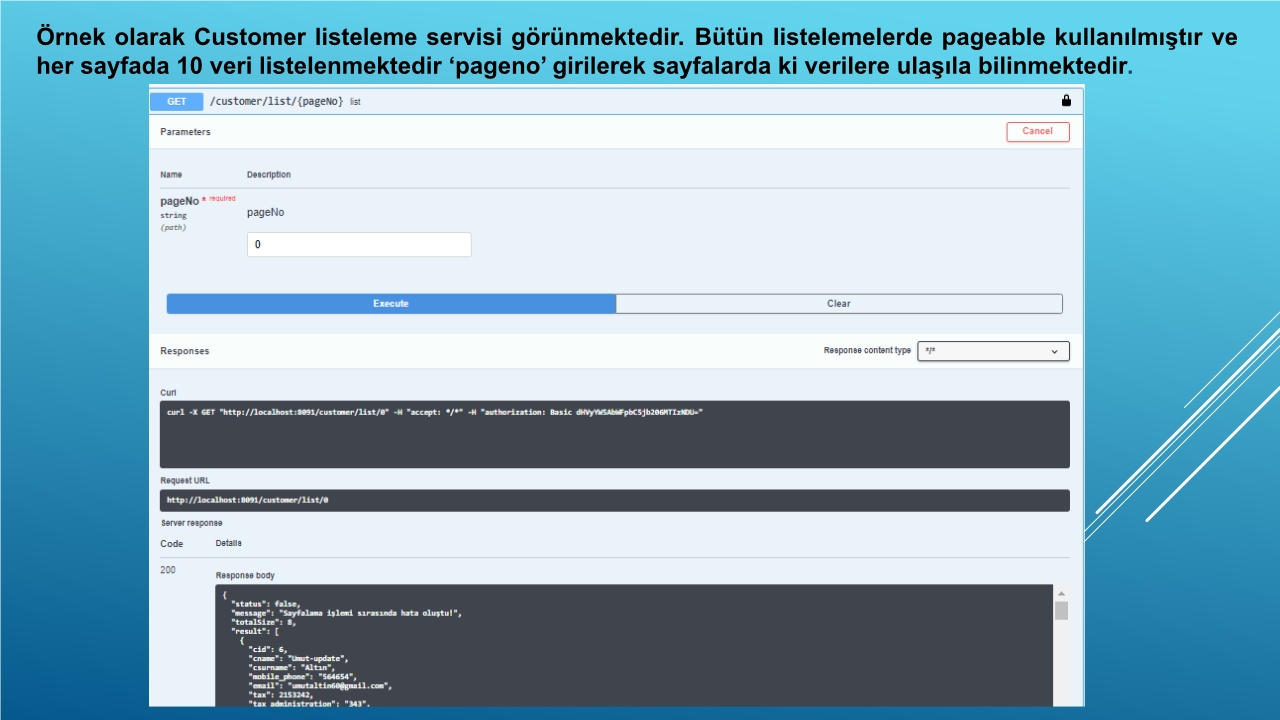 Örnek olarak Customer listeleme servisi görünmektedir. Bütün listelemelerde pageable kullanılmıştır ve
her sayfada 10 veri listelenmektedir ‘pageno’ girilerek sayfalarda ki verilere ulaşıla bilinmektedir.
GET /customer/list/{pageNo} list
Parameters
Cancel
Name Description
pageNo * required
string
(path)
pageNo
0
Execute Clear
Responses Response content type */*
Curl
curl -X GET "http://localhost:8091/customer/list/0" -H "accept: */*" -H "authorization: Basic
Request URL
http://localhost:8091/customer/list/0
Server response
Code Details
200
Response body
{
"status": false,
"message": "Sayfalama işlemi sırasında hata oluştu!",
"totalSize": 8,
"result": [
{
"cid": 6,
"cname": "Umut-update",
"csurname": "Altın",
"mobile_phone": "564654",
"email": "umutaltin60@gmail.com",
"tax": 2153242,
"tax_administration": "343",